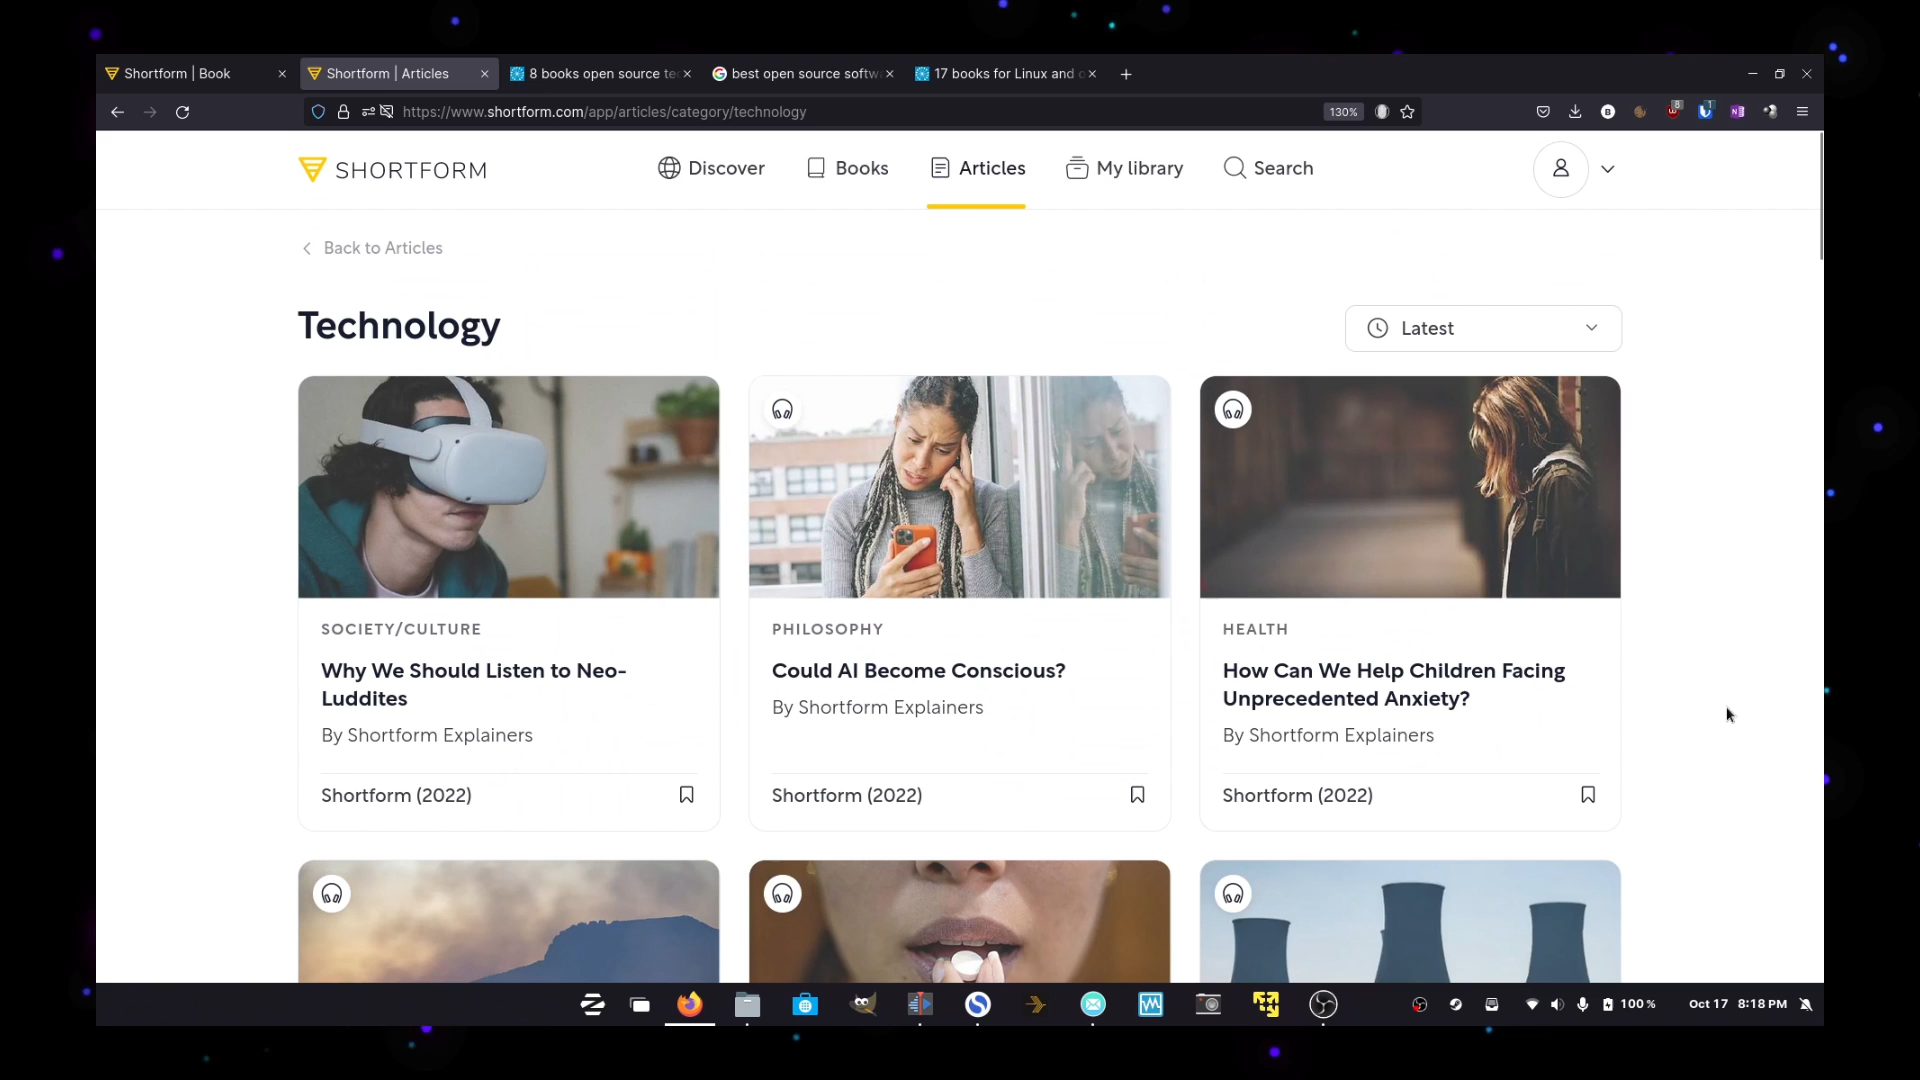 Shortform | Book
Shortform | Articles
8 books open source te
best open source softw
17 books for Linux and o
https://www.shortform.com/app/articles/category/technology
130%
8
1
SHORTFORM
Discover
Books
Articles
My library
Search
Back to Articles
Technology
Latest
SOCIETY/CULTURE
Why We Should Listen to Neo-
Luddites
By Shortform Explainers
Shortform (2022)
PHILOSOPHY
Could AI Become Conscious?
By Shortform Explainers
Shortform (2022)
HEALTH
How Can We Help Children Facing
Unprecedented Anxiety?
By Shortform Explainers
Shortform (2022)
100 %
Oct 17 8:18 PM